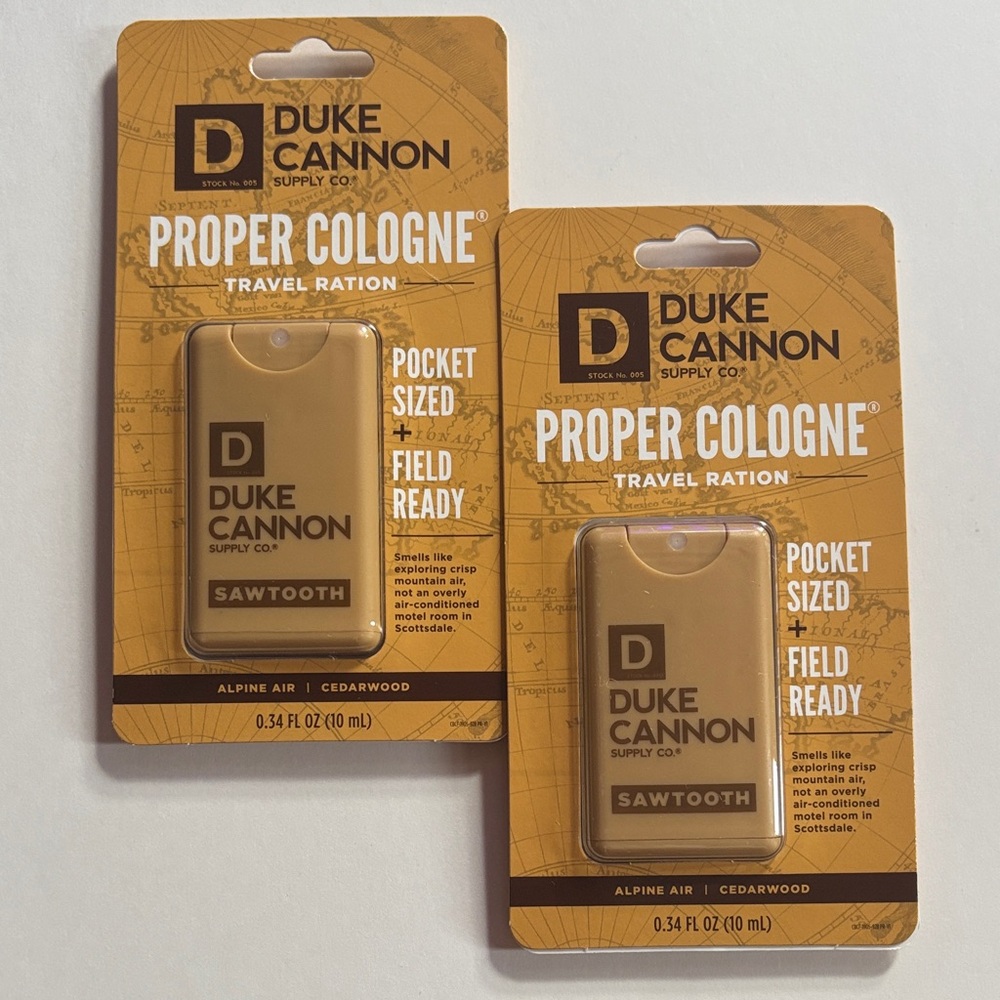 D
STOCK No. 005
DUKE
CANNON
SUPPLY CO.®
PROPER COLOGNE®
TRAVEL RATION
POCKET
SIZED
+
FIELD
READY
Smells like
exploring crisp
mountain air,
not an overly
air-conditioned
motel room in
Scottsdale.
D
DUKE
CANNON
SUPPLY CO.®
SAWTOOTH
ALPINE AIR | CEDARWOOD
0.34 FL OZ (10 mL)
SEPTENT
Tropicus
D
STOCK No. 005
DUKE
CANNON
SUPPLY CO.®
PROPER COLOGNE®
TRAVEL RATION
POCKET
SIZED
+
FIELD
READY
Smells like
exploring crisp
mountain air,
not an overly
air-conditioned
motel room in
Scottsdale.
D
DUKE
CANNON
SUPPLY CO.®
SAWTOOTH
ALPINE AIR | CEDARWOOD
0.34 FL OZ (10 mL)
SEPTENT
Tropicus